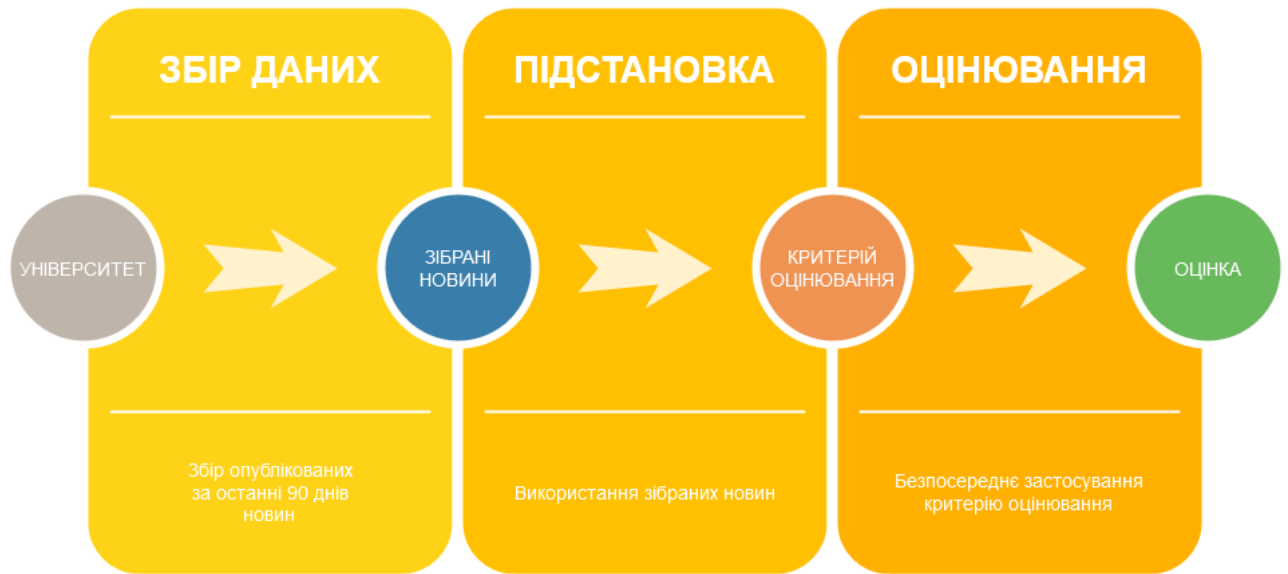 ЗБІР ДАНИХ
ПІДСТАНОВКА
ОЦІНЮВАННЯ
УНІВЕРСИТЕТ
ЗІБРАНІ
НОВИНИ
КРИТЕРІЙ
ОЦІНЮВАННЯ
ОЦІНКА
Збір опублікованих
за останні 90 днів
новин
Використання зібраних новин
Безпосереднє застосування
критерію оцінювання